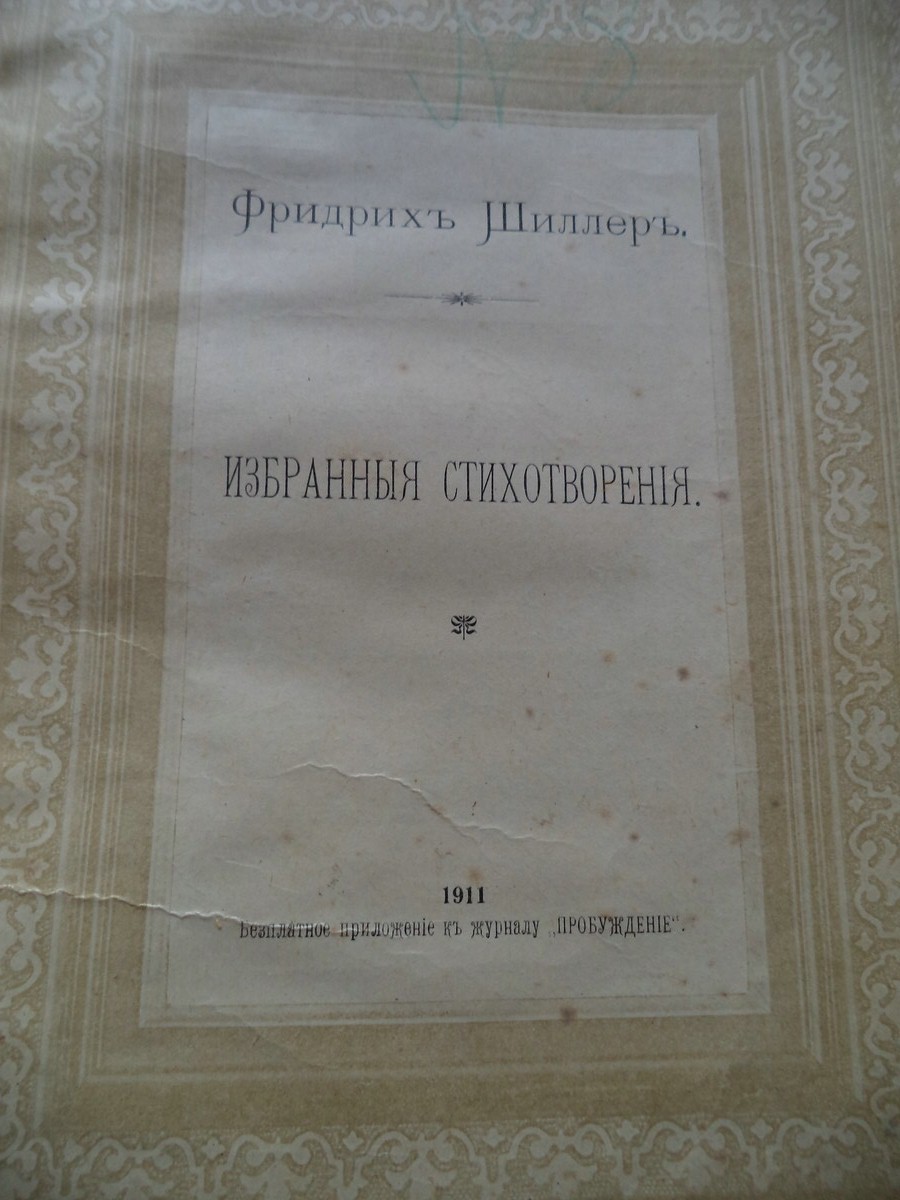 Фридрихъ Шиллеръ.
ИЗБРАННЫЯ СТИХОТВОРЕНІЯ.
1911
Безплатное приложеніе къ журналу „ПРОБУЖДЕНІЕ“.